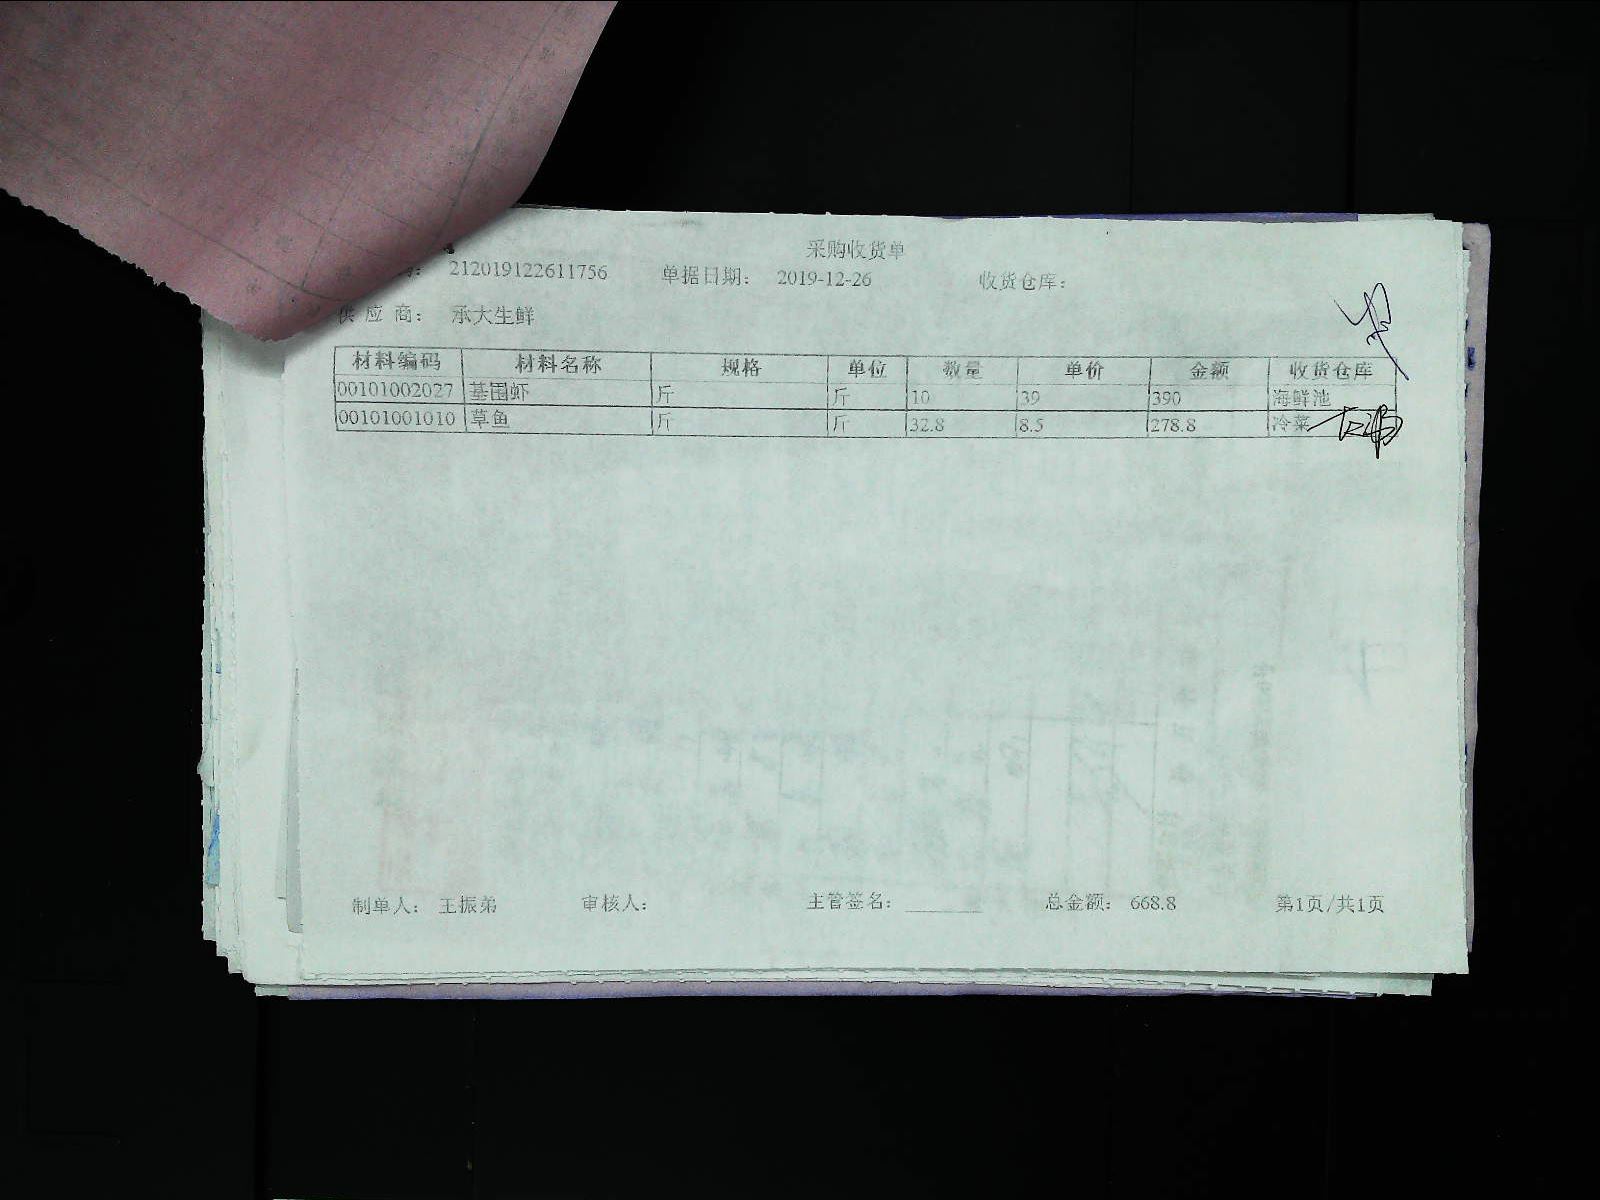 采购收货单
212019122611756 单据日期： 2019-12-26 收货仓库：
供 应 商： 承大生鲜
材料编码 材料名称 规格 单位 数量 单价 金额 收货仓库
00101002027 基围虾 斤 斤 10 39 390 海鲜池
00101001010 草鱼 斤 斤 32.8 8.5 278.8 冷菜
制单人： 王振弟 审核人： 主管签名： 总金额： 668.8 第1页/共1页